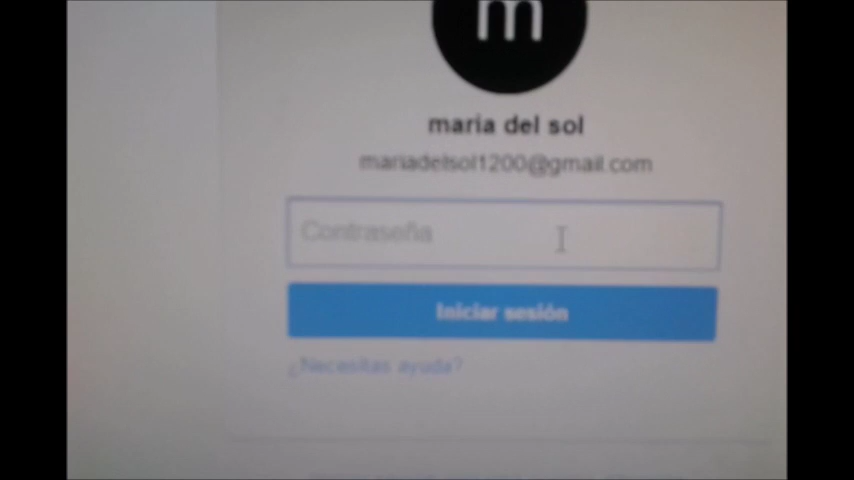 m
maria del sol
mariadelsol1200@gmail.com
Contraseña
Iniciar sesión
¿Necesitas ayuda?